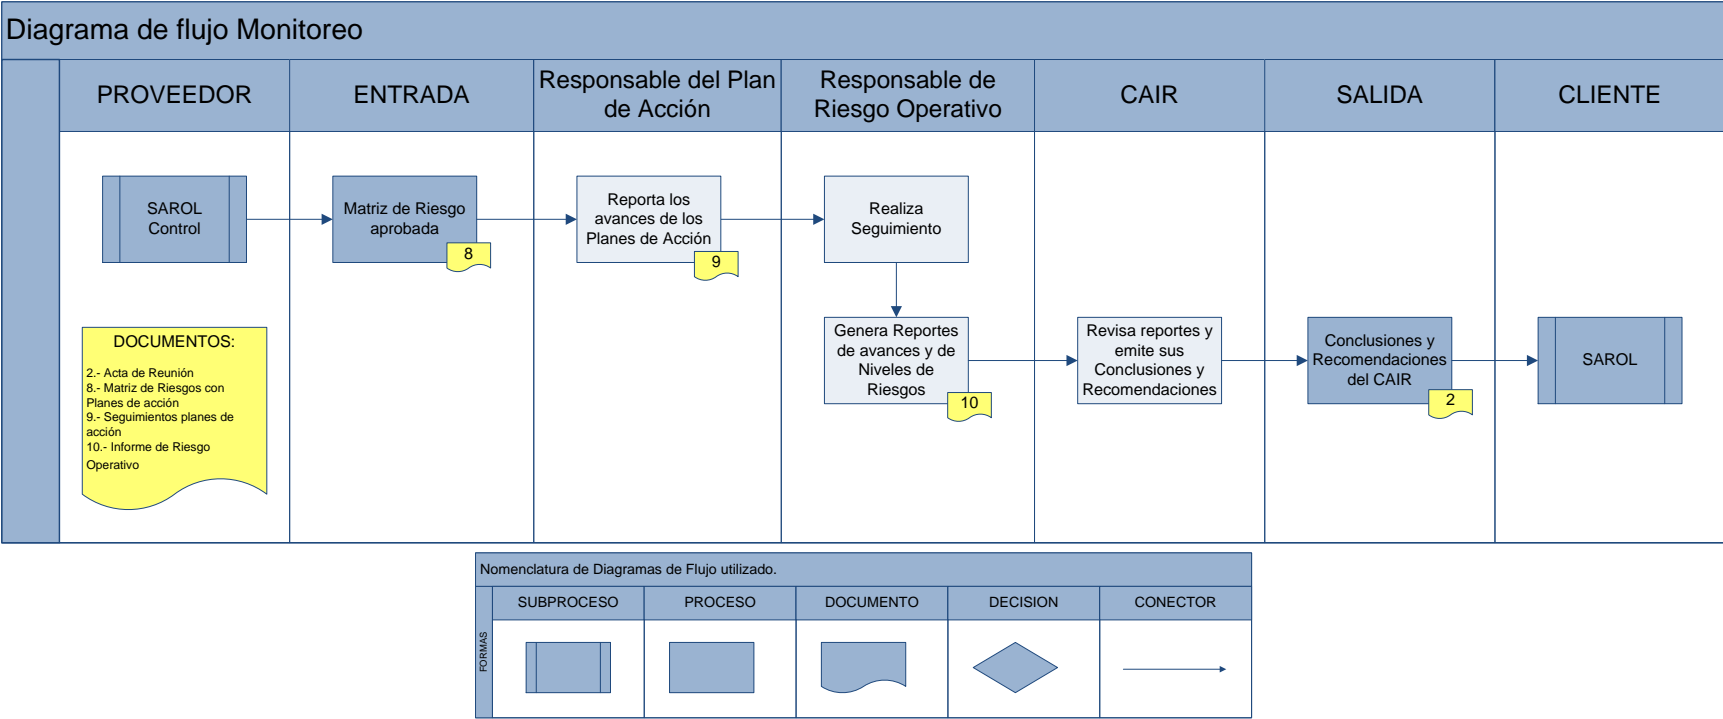 Diagrama de flujo Monitoreo
PROVEEDOR
ENTRADA
Responsable del Plan
de Acción
Responsable de
Riesgo Operativo
CAIR
SALIDA
CLIENTE
SAROL
Control
Matriz de Riesgo
aprobada
8
Reporta los
avances de los
Planes de Acción
9
Realiza
Seguimiento
DOCUMENTOS:
2.- Acta de Reunión
8.- Matriz de Riesgos con
Planes de acción
9.- Seguimientos planes de
acción
10.- Informe de Riesgo
Operativo
Genera Reportes
de avances y de
Niveles de
Riesgos
10
Revisa reportes y
emite sus
Conclusiones y
Recomendaciones
Conclusiones y
Recomendaciones
del CAIR
2
SAROL
Nomenclatura de Diagramas de Flujo utilizado.
SUBPROCESO
PROCESO
DOCUMENTO
DECISION
CONECTOR
FORMAS